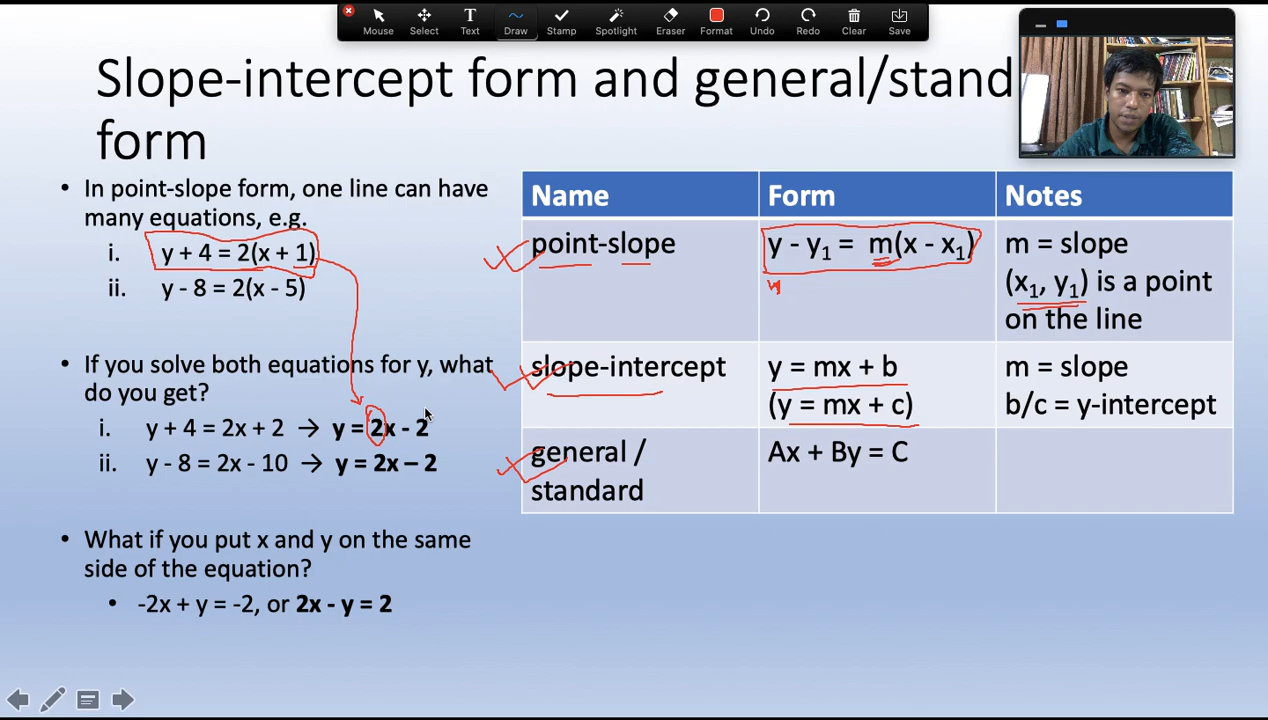 Mouse Select Text Draw Stamp Spotlight Eraser Format Undo Redo Clear Save
Slope-intercept form and general/stand
form
• In point-slope form, one line can have
many equations, e.g.
i. y + 4 = 2(x + 1)
ii. y - 8 = 2(x - 5)
• If you solve both equations for y, what
do you get?
i. y + 4 = 2x + 2 → y = 2x - 2
ii. y - 8 = 2x - 10 → y = 2x – 2
• What if you put x and y on the same
side of the equation?
• -2x + y = -2, or 2x - y = 2
Name Form Notes
point-slope y - y₁ = m(x - x₁) m = slope
(x₁, y₁) is a point
on the line
slope-intercept y = mx + b m = slope
(y = mx + c) b/c = y-intercept
general / Ax + By = C
standard